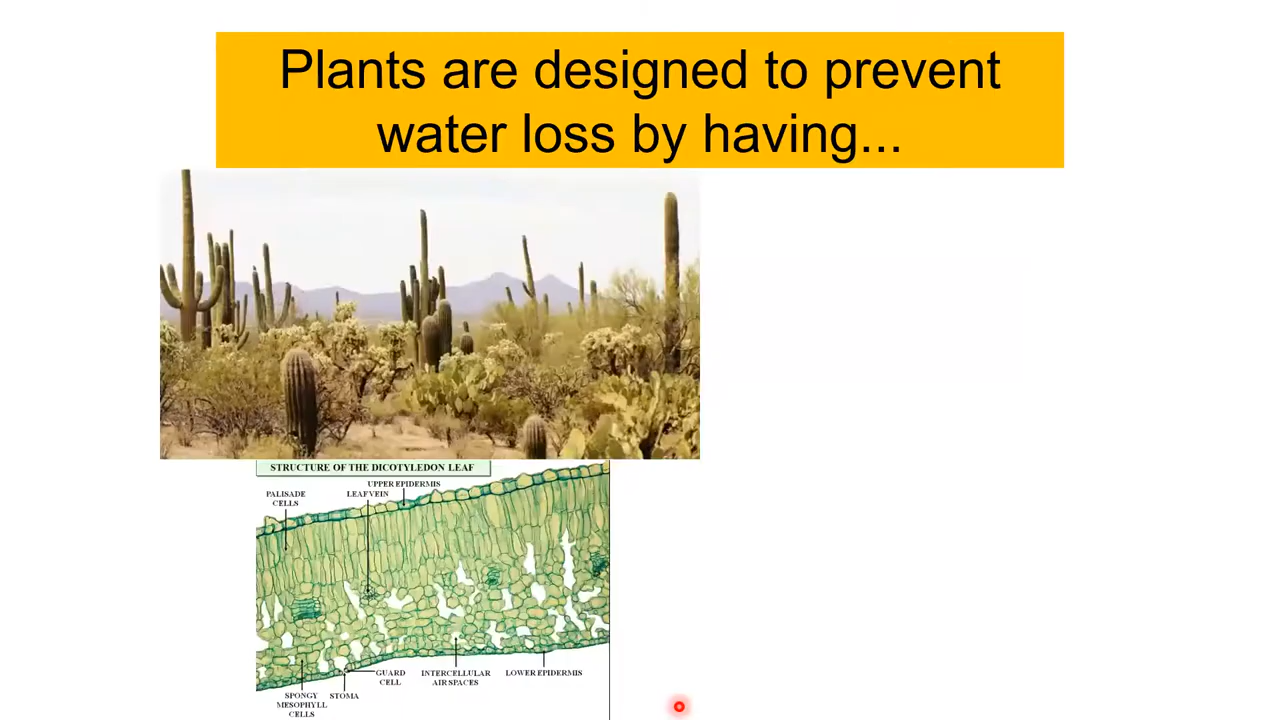 Plants are designed to prevent
water loss by having...
STRUCTURE OF THE DICOTYLEDON LEAF
UPPER EPIDERMIS
PALISADE
CELLS
LEAF VEIN
GUARD
CELL
INTERCELLULAR
AIR SPACES
LOWER EPIDERMIS
SPONGY
MESOPHYLL
CELLS
STOMA